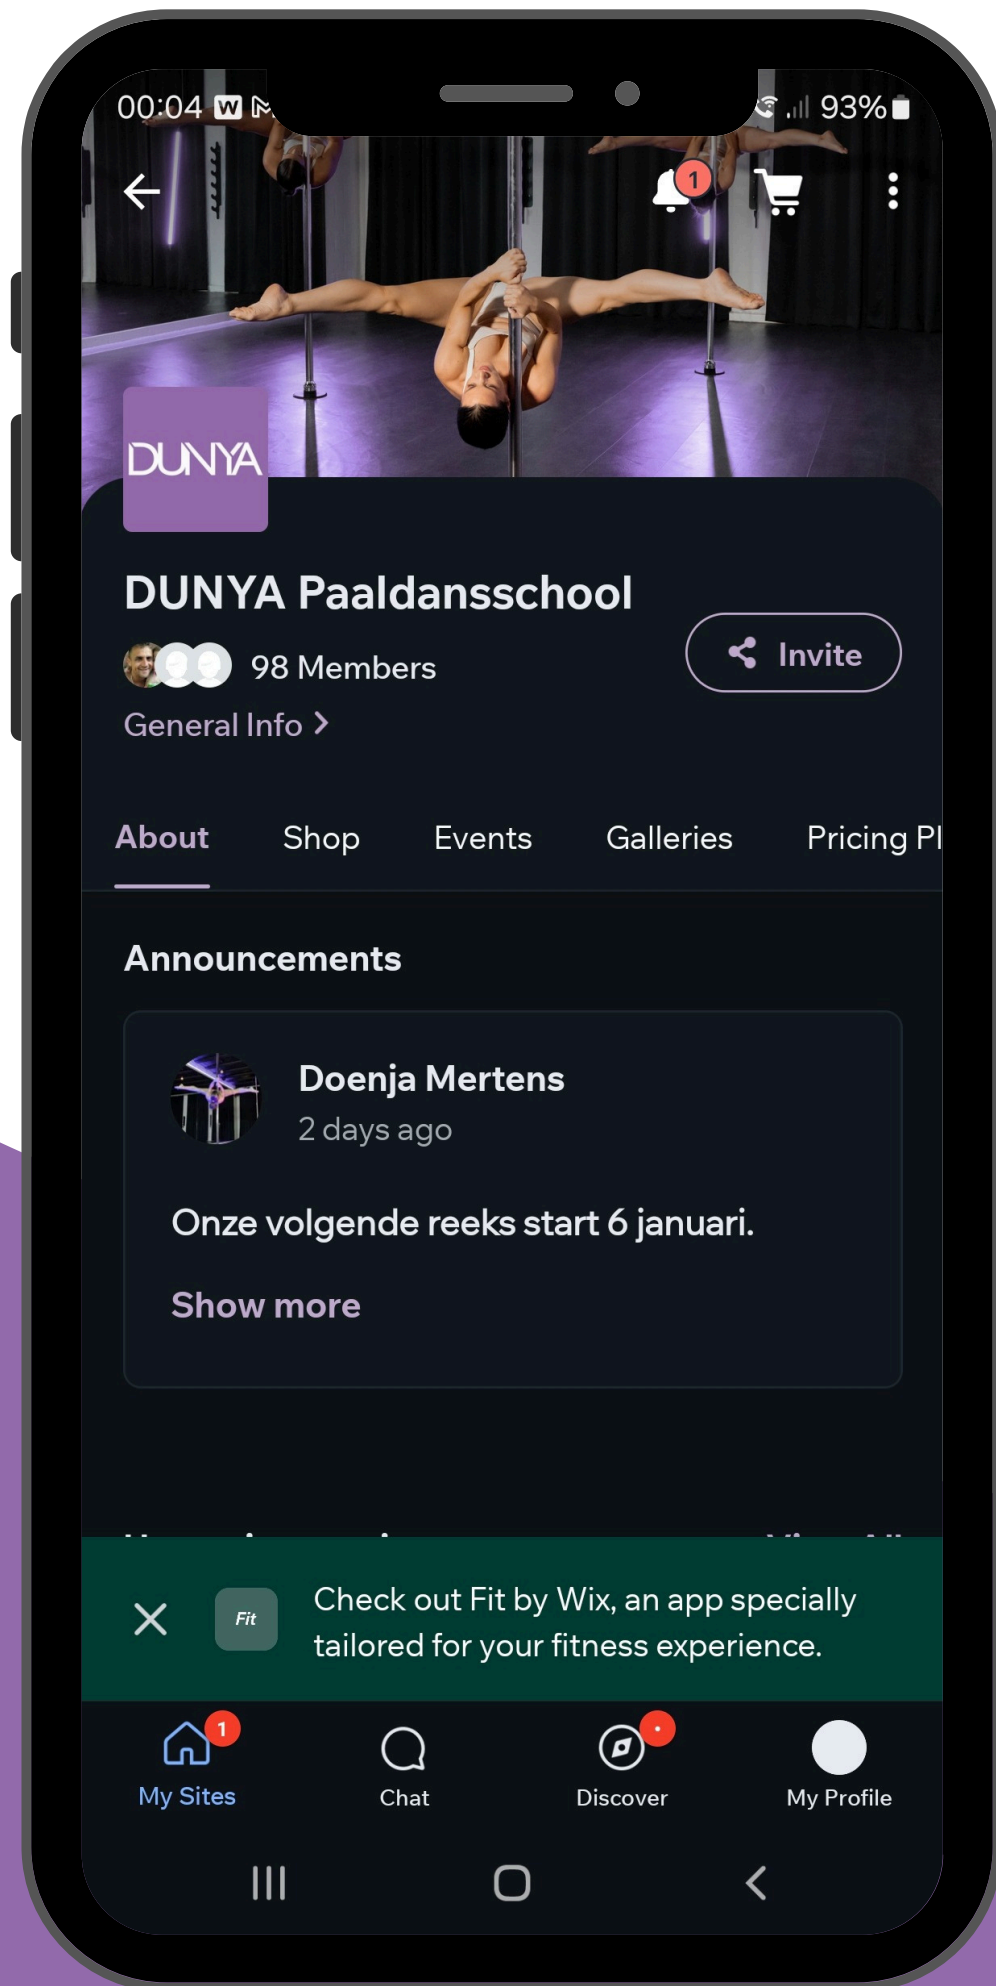 00:04 W
93%
1
DUNYA
DUNYA Paaldansschool
98 Members
Invite
General Info
About Shop Events Galleries Pricing Pl
Announcements
Doenja Mertens
2 days ago
Onze volgende reeks start 6 januari.
Show more
Fit
Check out Fit by Wix, an app specially
tailored for your fitness experience.
1
My Sites Chat Discover My Profile